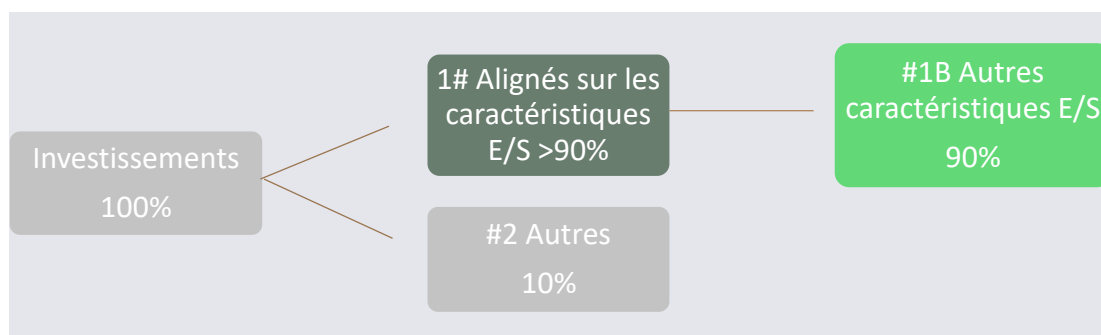 Investissements
100%
1# Alignés sur les
caractéristiques
E/S >90%
#2 Autres
10%
#1B Autres
caractéristiques E/S
90%